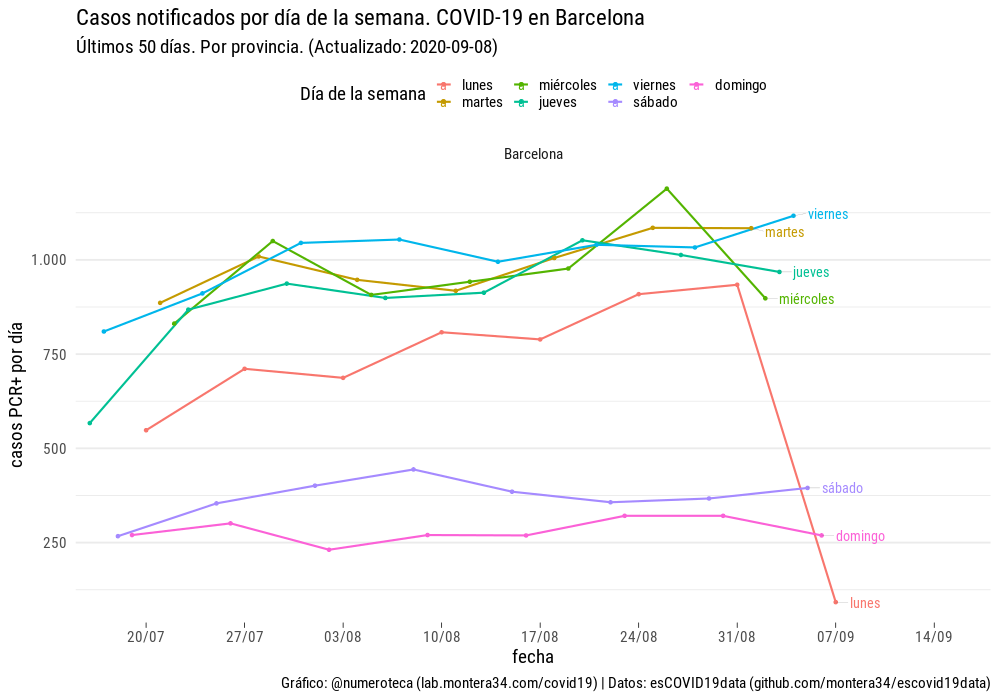 Casos notificados por día de la semana. COVID-19 en Barcelona
Últimos 50 días. Por provincia. (Actualizado: 2020-09-08)
Día de la semana
lunes
martes
miércoles
jueves
viernes
sábado
domingo
Barcelona
casos PCR+ por día
1.000
750
500
250
viernes
martes
jueves
miércoles
sábado
domingo
lunes
20/07 27/07 03/08 10/08 17/08 24/08 31/08 07/09 14/09
fecha
Gráfico: @numeroteca (lab.montera34.com/covid19) | Datos: esCOVID19data (github.com/montera34/escovid19data)